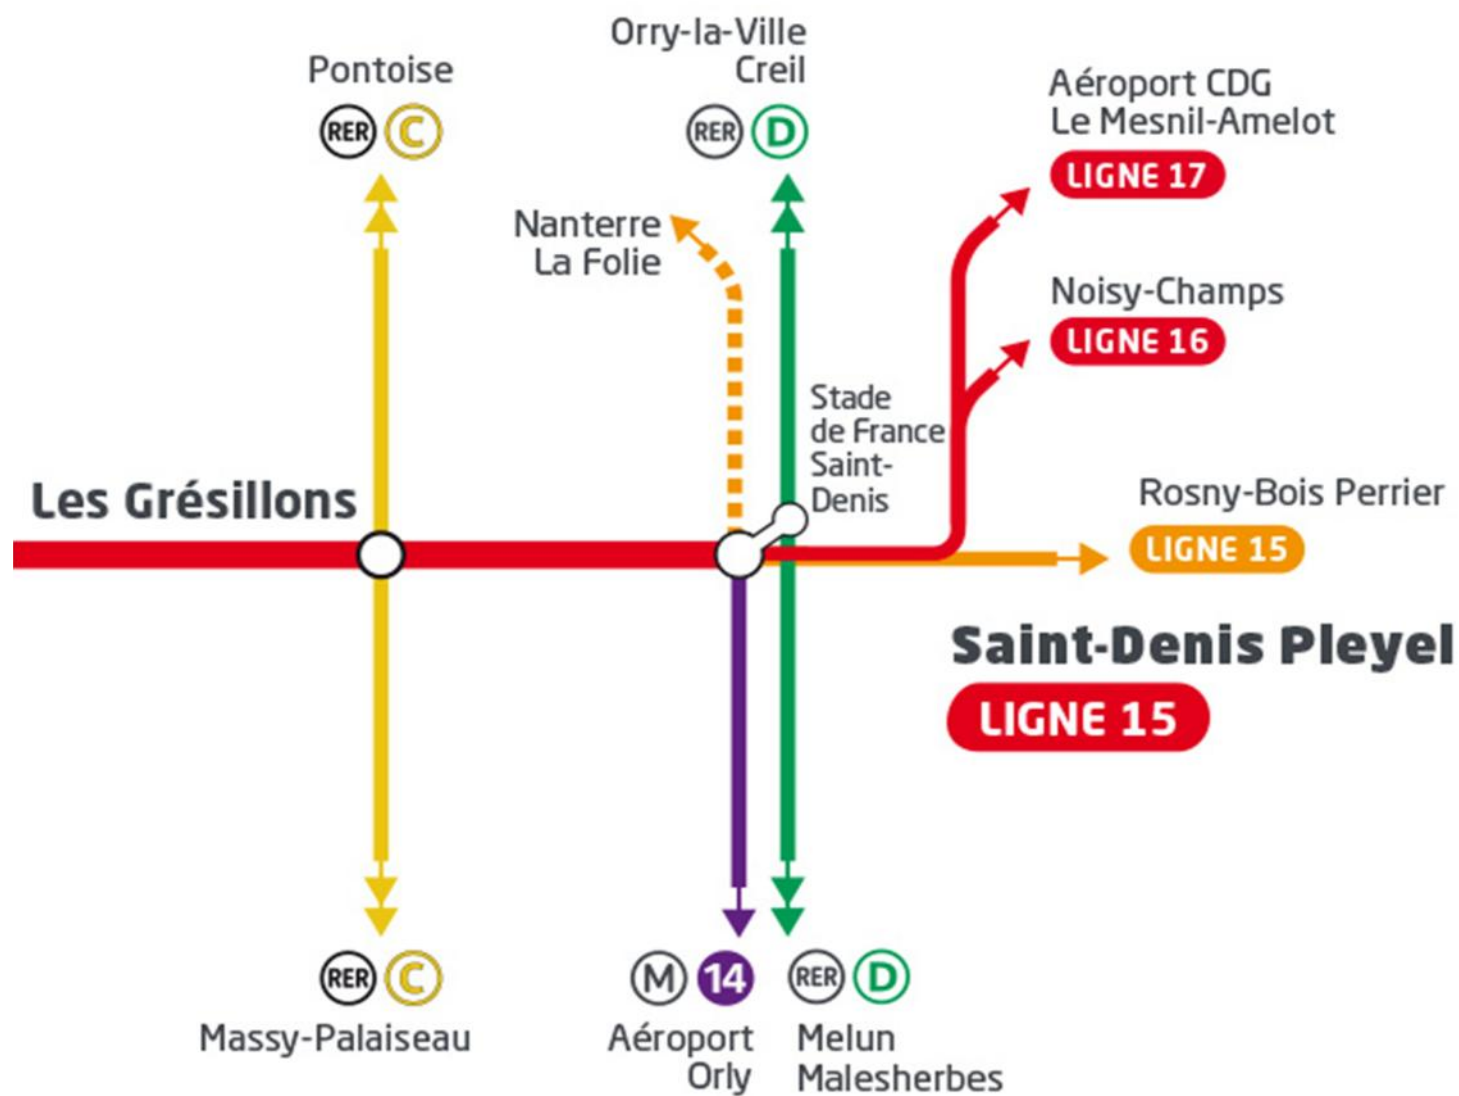 Orry-la-Ville
Creil
Pontoise
RER C
RER D
Aéroport CDG
Le Mesnil-Amelot
LIGNE 17
Nanterre
La Folie
Noisy-Champs
LIGNE 16
Stade
de France
Saint-
Denis
Les Grésillons
Rosny-Bois Perrier
LIGNE 15
Saint-Denis Pleyel
LIGNE 15
RER C
Massy-Palaiseau
M 14
Aéroport
Orly
RER D
Melun
Malesherbes